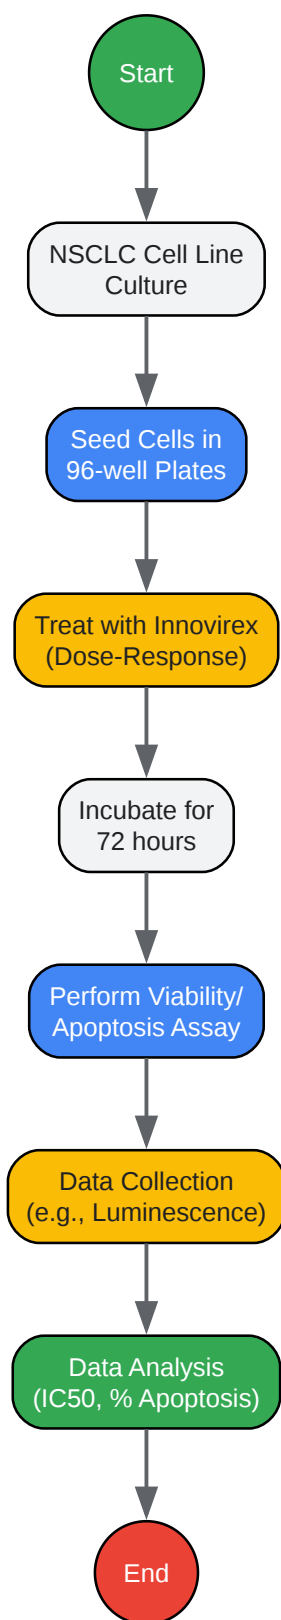 Start
NSCLC Cell Line
Culture
Seed Cells in
96-well Plates
Treat with Innovirex
(Dose-Response)
Incubate for
72 hours
Perform Viability/
Apoptosis Assay
Data Collection
(e.g., Luminescence)
Data Analysis
(IC50, % Apoptosis)
End